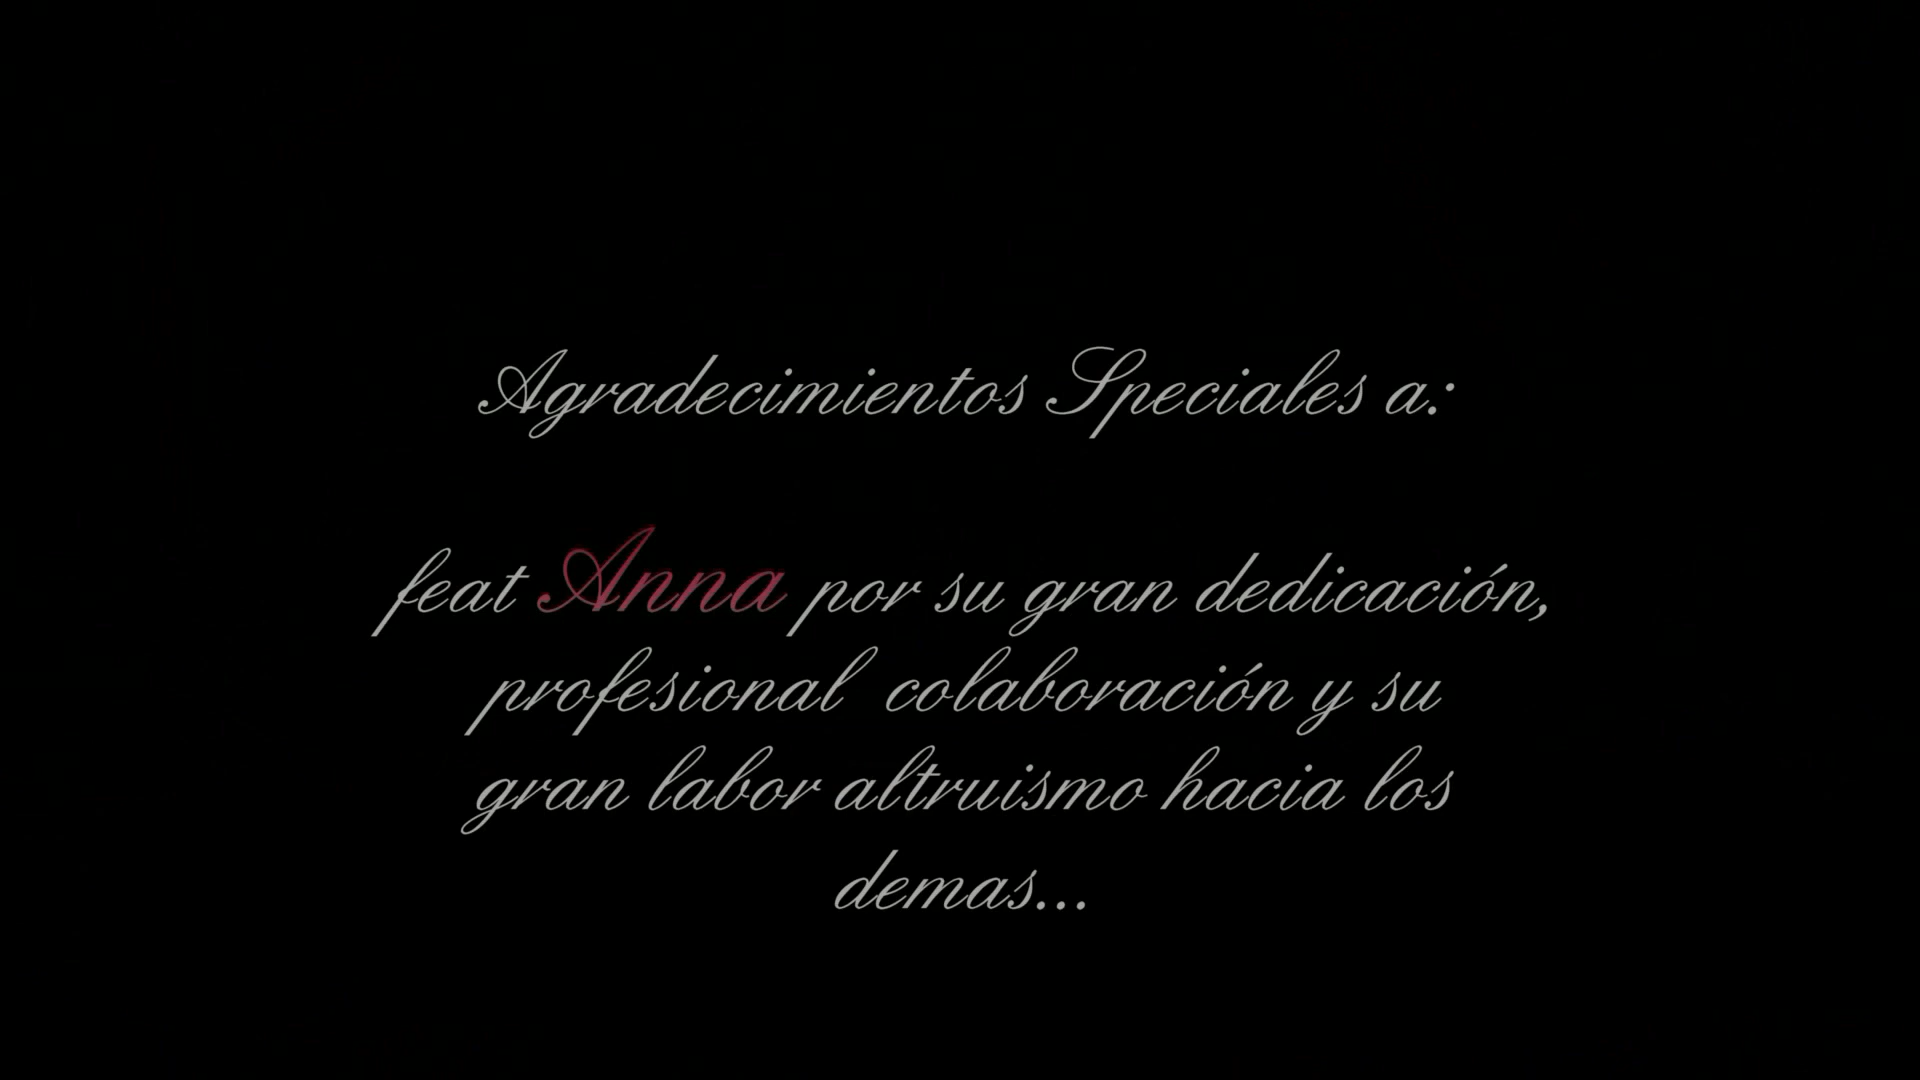 Agradecimientos Speciales a:
feat Anna por su gran dedicación,
profesional colaboración y su
gran labor altruismo hacia los
demas...